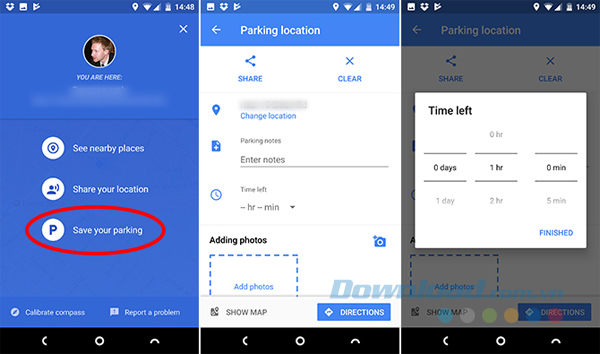 14:48
YOU ARE HERE:
See nearby places
Share your location
P
Save your parking
Calibrate compass
Report a problem
14:49
Parking location
SHARE
CLEAR
Change location
Parking notes
Enter notes
Time left
-- hr -- min
Adding photos
Add photos
SHOW MAP
DIRECTIONS
14:49
Parking location
SHARE
CLEAR
Time left
0 hr
0 days 1 hr 0 min
1 day 2 hr 5 min
FINISHED
Adding photos
Add photos
SHOW MAP
DIRECTIONS
Download.com.vn